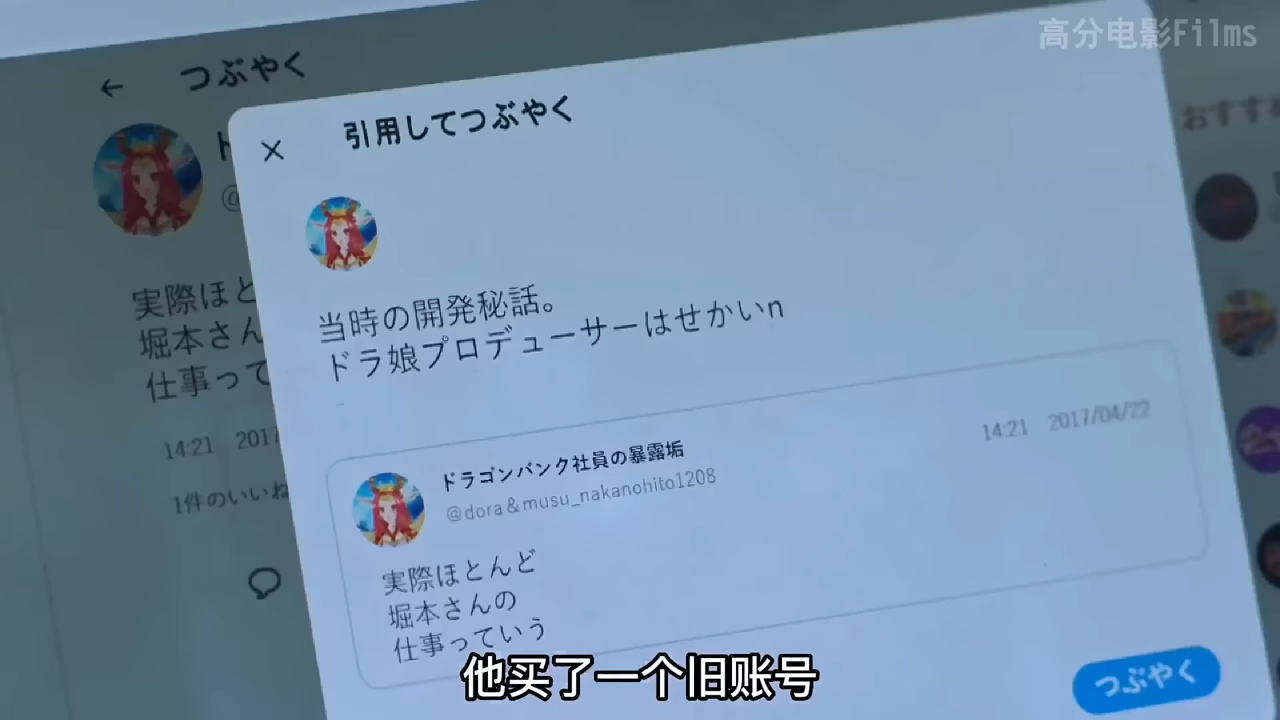 高分电影Films
← つぶやく
× 引用してつぶやく
おすす
@
実際ほと
堀本さん
仕事って
14:21 2017
1件のいいね
当時の開発秘話。
ドラ娘プロデューサーはせかいn
ドラゴンバンク社員の暴露垢
@dora&musu_nakanohito1208
14:21 2017/04/22
実際ほとんど
堀本さんの
仕事っていう
つぶやく
他买了一个旧账号